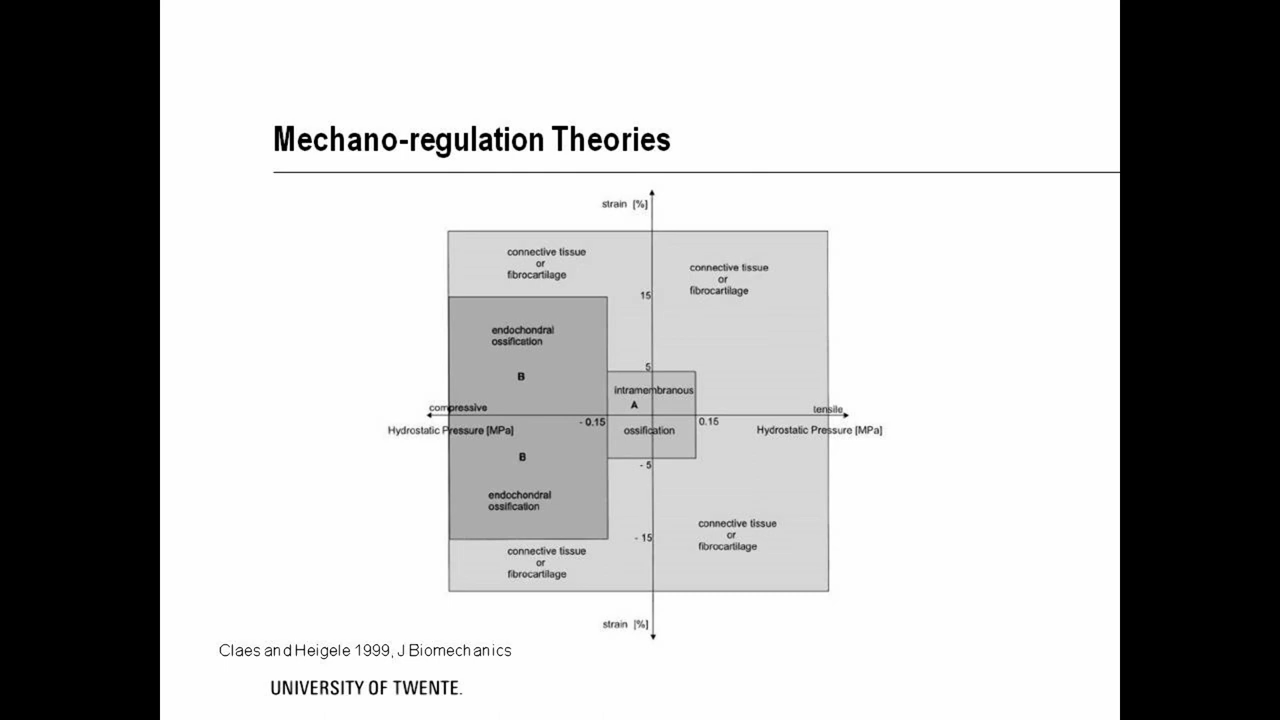 Mechano-regulation Theories
strain [%]
connective tissue
or
fibrocartilage
connective tissue
or
fibrocartilage
15
endochondral
ossification
5
B
intramembranous
A
compressive
tensile
- 0.15
0.15
Hydrostatic Pressure [MPa]
ossification
Hydrostatic Pressure [MPa]
B
- 5
endochondral
ossification
connective tissue
or
fibrocartilage
- 15
connective tissue
or
fibrocartilage
strain [%]
Claes and Heigele 1999, J Biomechanics
UNIVERSITY OF TWENTE.